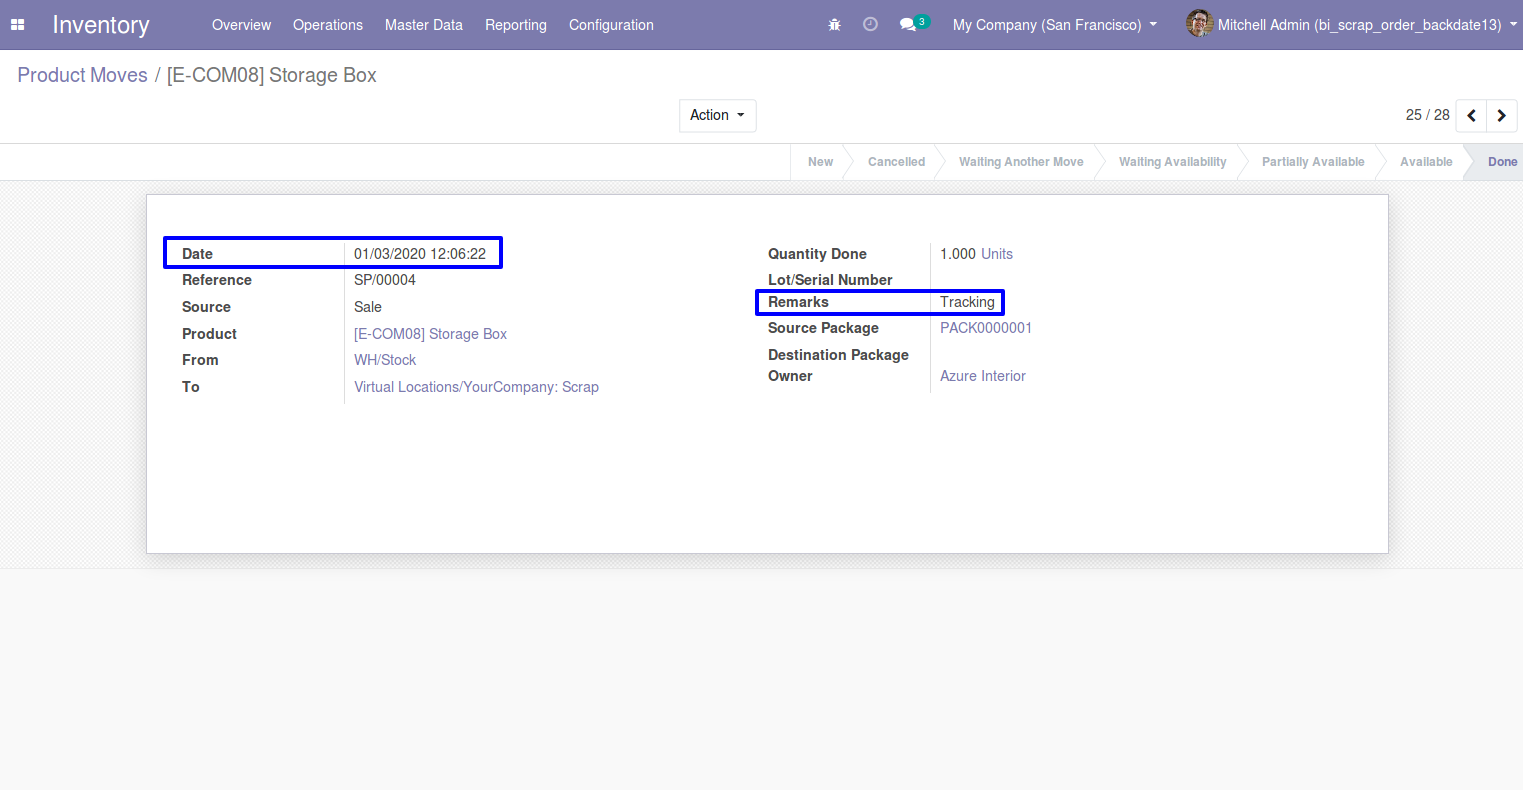 Inventory Overview Operations Master Data Reporting Configuration 3 My Company (San Francisco) Mitchell Admin (bi_scrap_order_backdate13)
Product Moves / [E-COM08] Storage Box
Action 25 / 28
New Cancelled Waiting Another Move Waiting Availability Partially Available Available Done
Date 01/03/2020 12:06:22
Reference SP/00004
Source Sale
Product [E-COM08] Storage Box
From WH/Stock
To Virtual Locations/YourCompany: Scrap
Quantity Done 1.000 Units
Lot/Serial Number
Remarks Tracking
Source Package PACK0000001
Destination Package
Owner Azure Interior